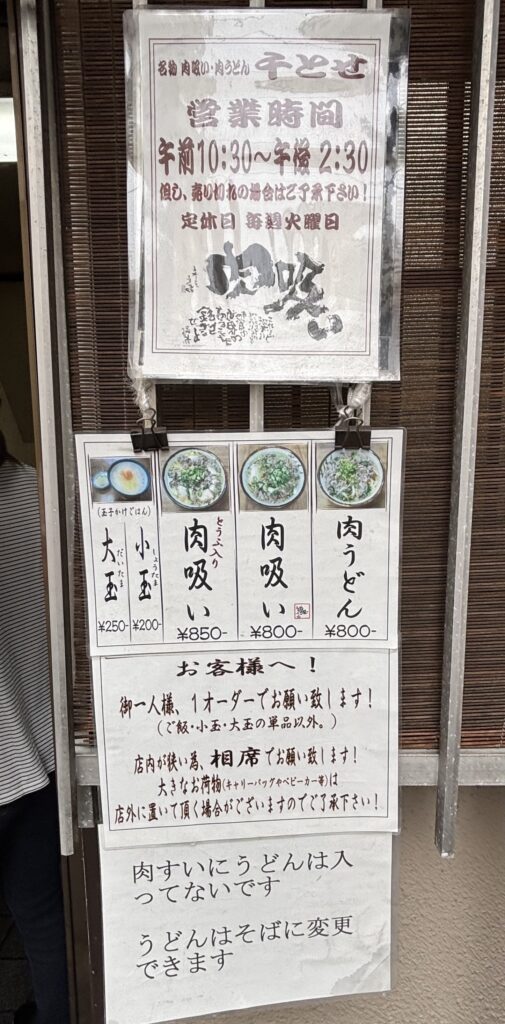 名物 肉吸い・肉うどん 千とせ
営業時間
午前10:30〜午後2:30
但し、売り切れの場合はご了承下さい!
定休日 毎週火曜日
肉吸い
肉うどん
¥800-
肉吸い
¥800-
とうふ入り
肉吸い
¥850-
(玉子かけごはん)
小玉
しょうたま
¥200-
大玉
だいたま
¥250-
お客様へ!
御一人様、1オーダーでお願い致します!
(ご飯・小玉・大玉の単品以外。)
店内が狭い為、相席でお願い致します!
大きなお荷物(キャリーバッグやベビーカー等)は
店外に置いて頂く場合がございますのでご了承下さい!
肉すいにうどんは入
ってないです
うどんはそばに変更
できます